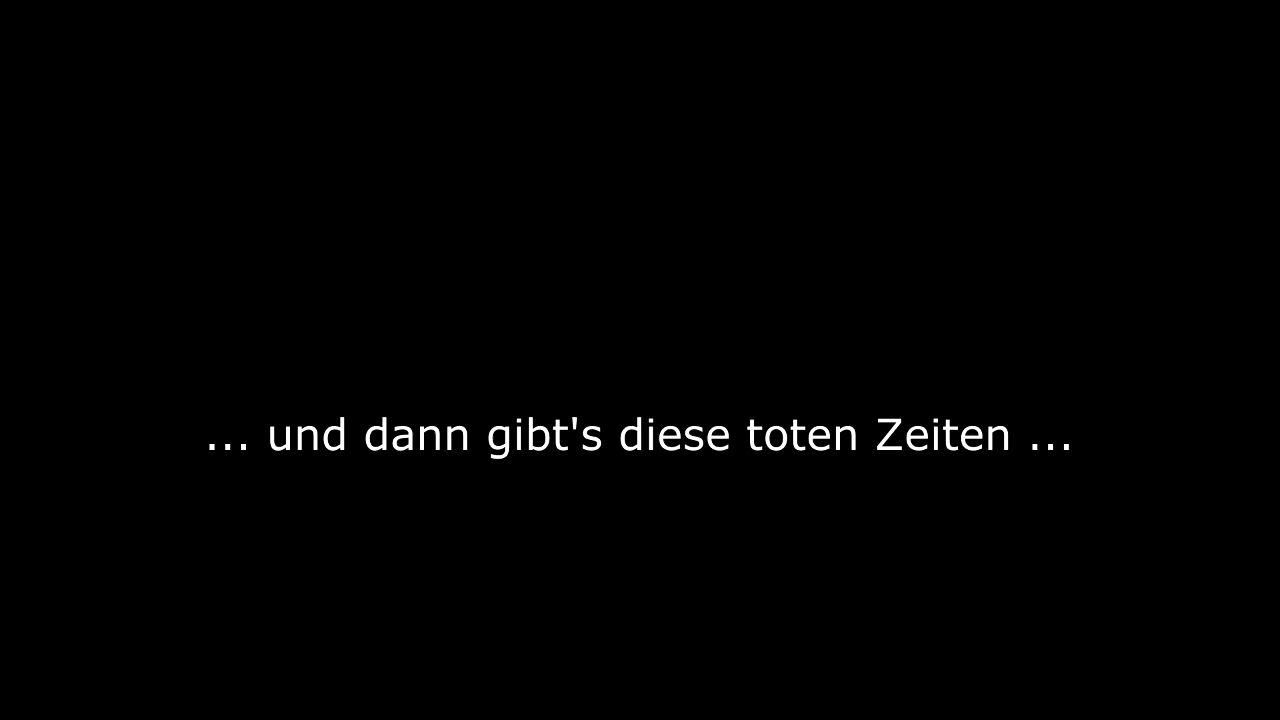 ... und dann gibt's diese toten Zeiten ...